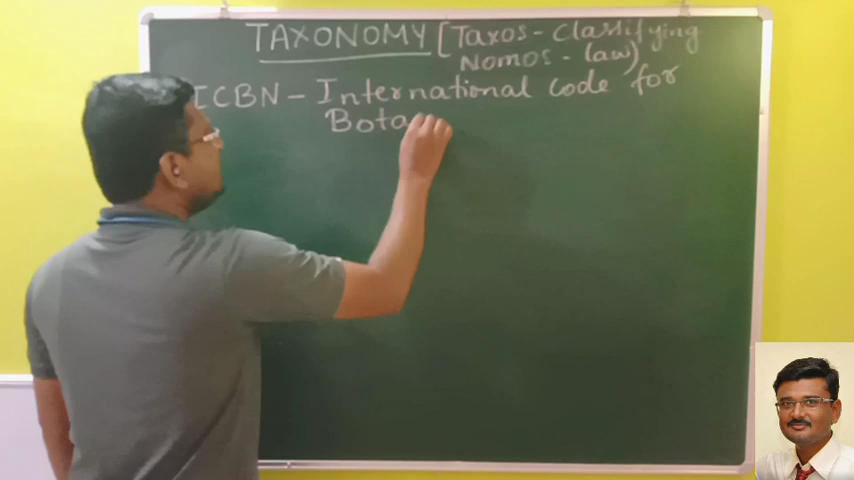 TAXONOMY [Taxos - Classifying
Nomos - law)
ICBN - International code for
Bota